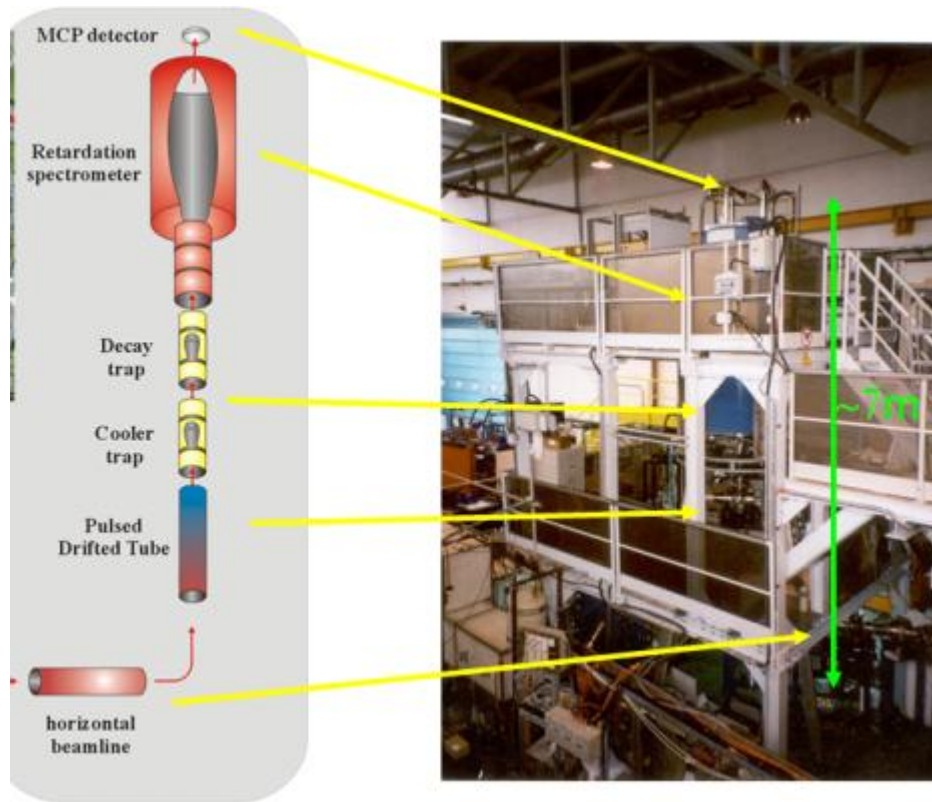 MCP detector
Retardation
spectrometer
Decay
trap
Cooler
trap
Pulsed
Drifted Tube
horizontal
beamline
~7m